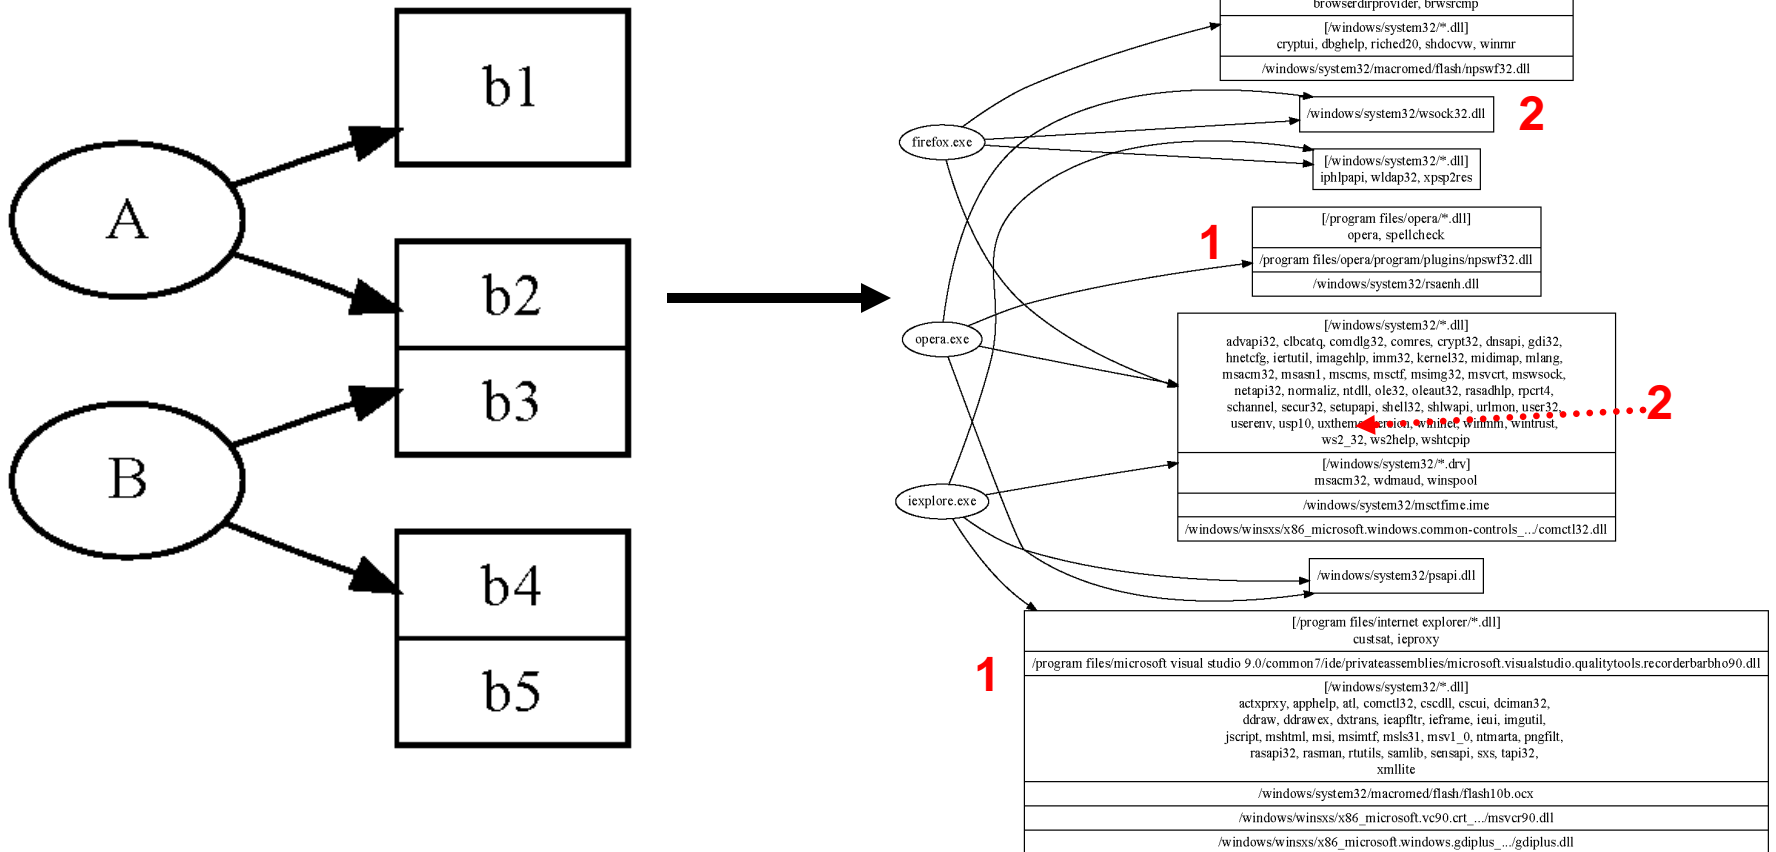 b1
A
b2
b3
B
b4
b5
browserdirprovider, brwsrcmp
[/windows/system32/*.dll]
cryptui, dbghelp, riched20, shdocvw, winrnr
/windows/system32/macromed/flash/npswf32.dll
/windows/system32/wsock32.dll
2
firefox.exe
[/windows/system32/*.dll]
iphlpapi, wldap32, xpsp2res
1
[/program files/opera/*.dll]
opera, spellcheck
/program files/opera/program/plugins/npswf32.dll
/windows/system32/rsaenh.dll
opera.exe
[/windows/system32/*.dll]
advapi32, clbcatq, comdlg32, comres, crypt32, dnsapi, gdi32,
hnetcfg, iertutil, imagehlp, imm32, kernel32, midimap, mlang,
msacm32, msasn1, mscms, msctf, msimg32, msvcrt, mswsock,
netapi32, normaliz, ntdll, ole32, oleaut32, rasadhlp, rpcrt4,
schannel, secur32, setupapi, shell32, shlwapi, urlmon, user32,
2
userenv, usp10, uxtheme, version, wininet, winmm, wintrust,
ws2_32, ws2help, wshtcpip
[/windows/system32/*.drv]
msacm32, wdmaud, winspool
/windows/system32/msctfime.ime
/windows/winsxs/x86_microsoft.windows.common-controls_.../comctl32.dll
iexplore.exe
/windows/system32/psapi.dll
1
[/program files/internet explorer/*.dll]
custsat, ieproxy
/program files/microsoft visual studio 9.0/common7/ide/privateassemblies/microsoft.visualstudio.qualitytools.recorderbarbho90.dll
[/windows/system32/*.dll]
actxprxy, apphelp, atl, comctl32, cscdll, cscui, dciman32,
ddraw, ddrawex, dxtrans, ieapfltr, ieframe, ieui, imgutil,
jscript, mshtml, msi, msimtf, msls31, msv1_0, ntmarta, pngfilt,
rasapi32, rasman, rtutils, samlib, sensapi, sxs, tapi32,
xmllite
/windows/system32/macromed/flash/flash10b.ocx
/windows/winsxs/x86_microsoft.vc90.crt_.../msvcr90.dll
/windows/winsxs/x86_microsoft.windows.gdiplus_.../gdiplus.dll